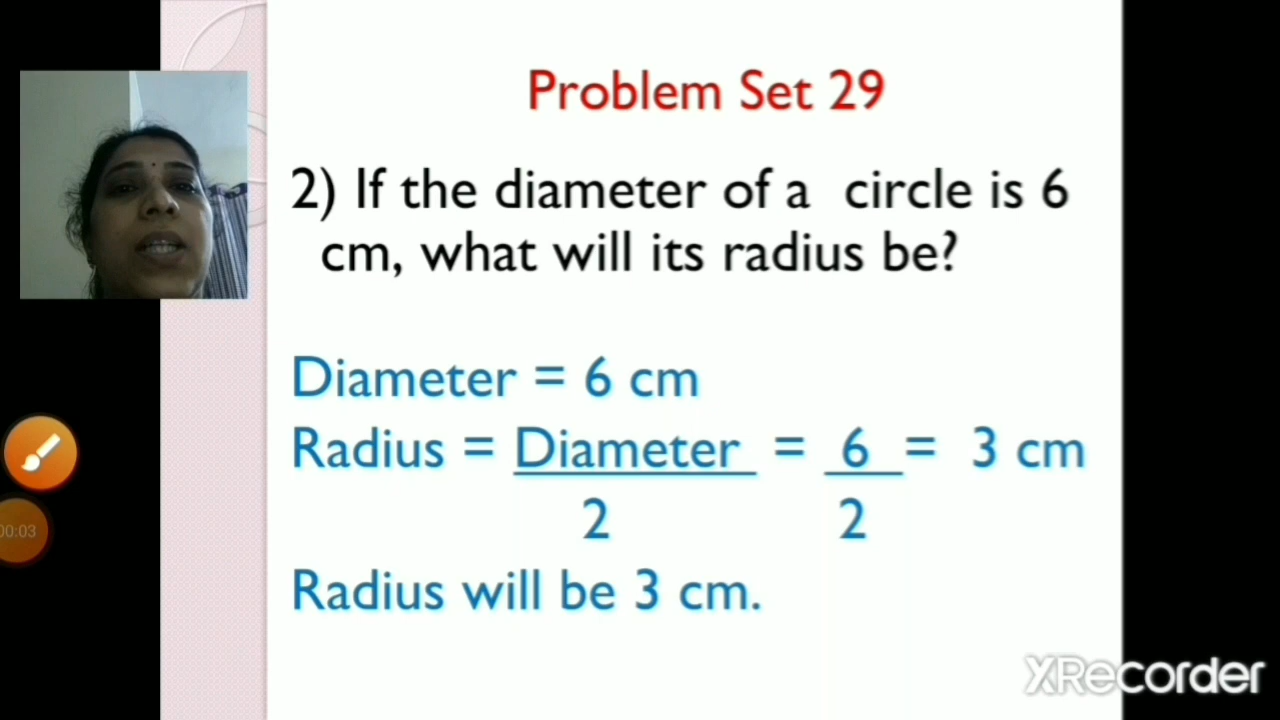 Problem Set 29
2) If the diameter of a circle is 6
cm, what will its radius be?
Diameter = 6 cm
Radius = Diameter = 6 = 3 cm
2 2
Radius will be 3 cm.
00:03
XRecorder